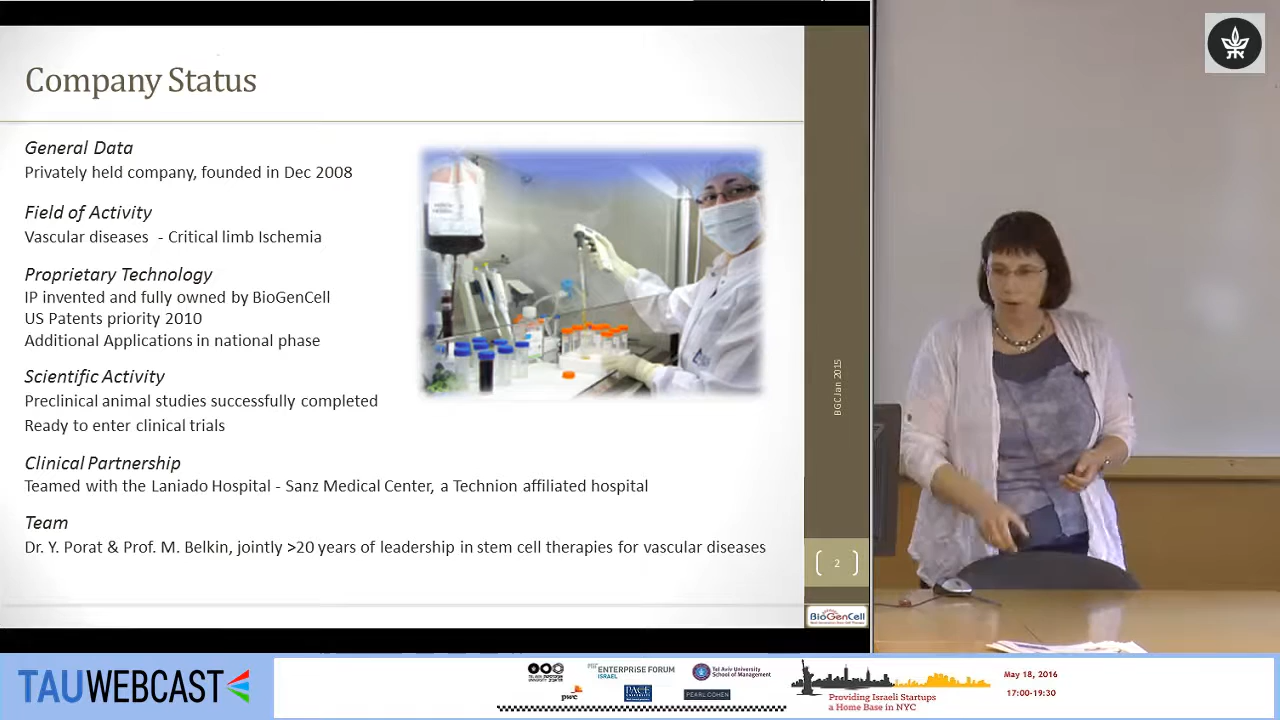 Company Status
General Data
Privately held company, founded in Dec 2008
Field of Activity
Vascular diseases - Critical limb Ischemia
Proprietary Technology
IP invented and fully owned by BioGenCell
US Patents priority 2010
Additional Applications in national phase
Scientific Activity
Preclinical animal studies successfully completed
Ready to enter clinical trials
Clinical Partnership
Teamed with the Laniado Hospital - Sanz Medical Center, a Technion affiliated hospital
Team
Dr. Y. Porat & Prof. M. Belkin, jointly >20 years of leadership in stem cell therapies for vascular diseases
BGC Jan 2015
2
BioGenCell
TAUWEBCAST
ENTERPRISE FORUM
ISRAEL
Tel Aviv University
School of Management
pwc
PACE
UNIVERSITY
PEARL COHEN
Providing Israeli Startups
a Home Base in NYC
May 18, 2016
17:00-19:30